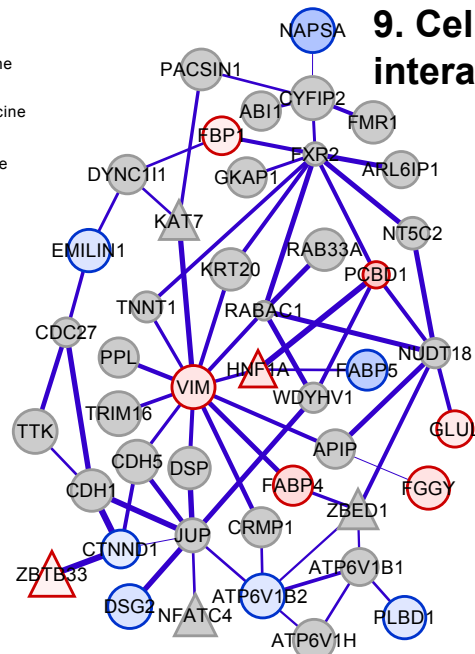 NAPSA
9. Cel
intera
ne
PACSIN1
cine
ABI1
CYFIP2
FMR1
FBP1
FXR2
e
DYNC1I1
GKAP1
ARL6IP1
KAT7
NT5C2
EMILIN1
RAB33A
KRT20
PCBD1
TNNT1
RABAC1
CDC27
PPL
HNF1A
FABP5
NUDT18
VIM
WDYHV1
TRIM16
TTK
GLUL
APIP
CDH5
DSP
CDH1
FABP4
FGGY
ZBED1
CRMP1
JUP
CTNND1
ZBTB33
ATP6V1B1
ATP6V1B2
DSG2
NFATC4
PLBD1
ATP6V1H